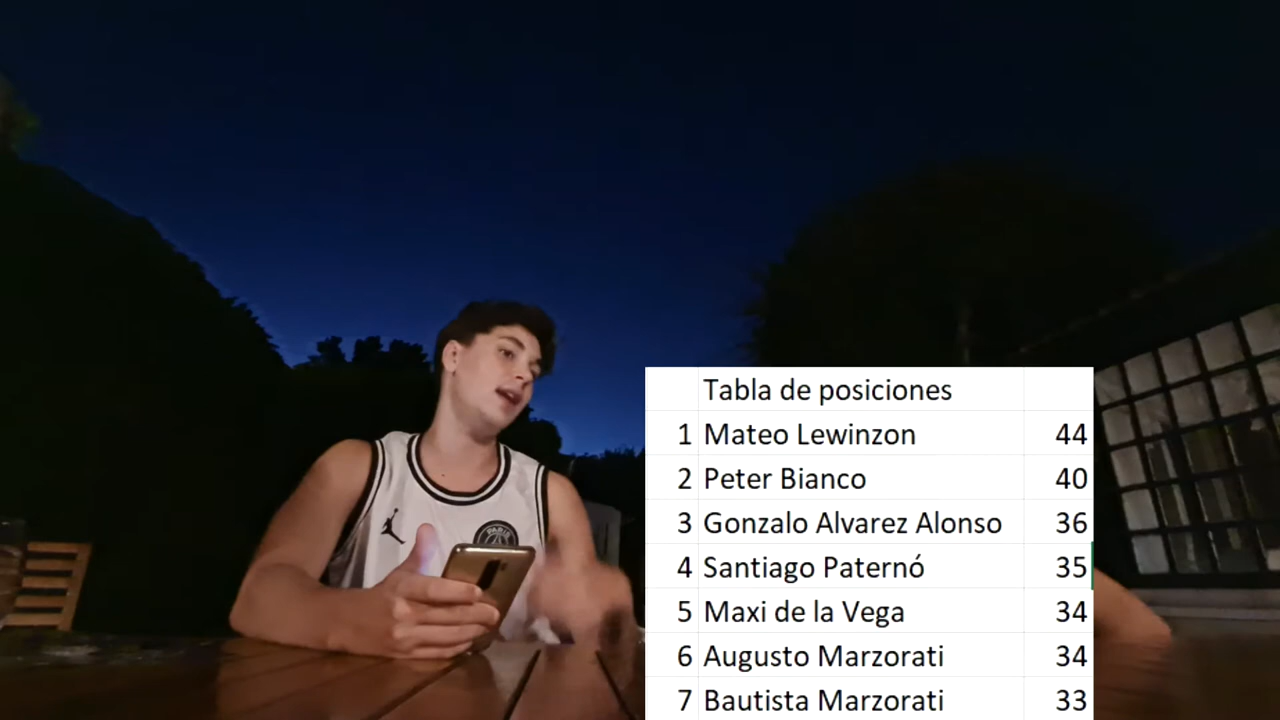 PARIS
Tabla de posiciones
1 Mateo Lewinzon 44
2 Peter Bianco 40
3 Gonzalo Alvarez Alonso 36
4 Santiago Paternó 35
5 Maxi de la Vega 34
6 Augusto Marzorati 34
7 Bautista Marzorati 33